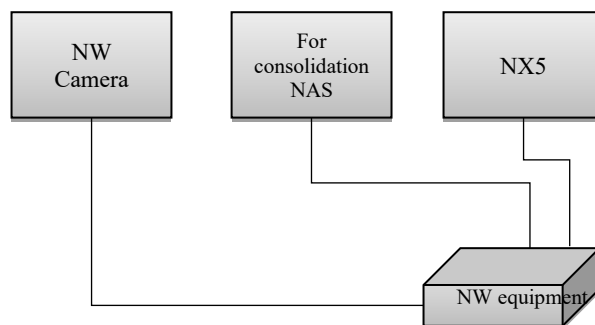 NW
Camera
For
consolidation
NAS
NX5
NW equipment